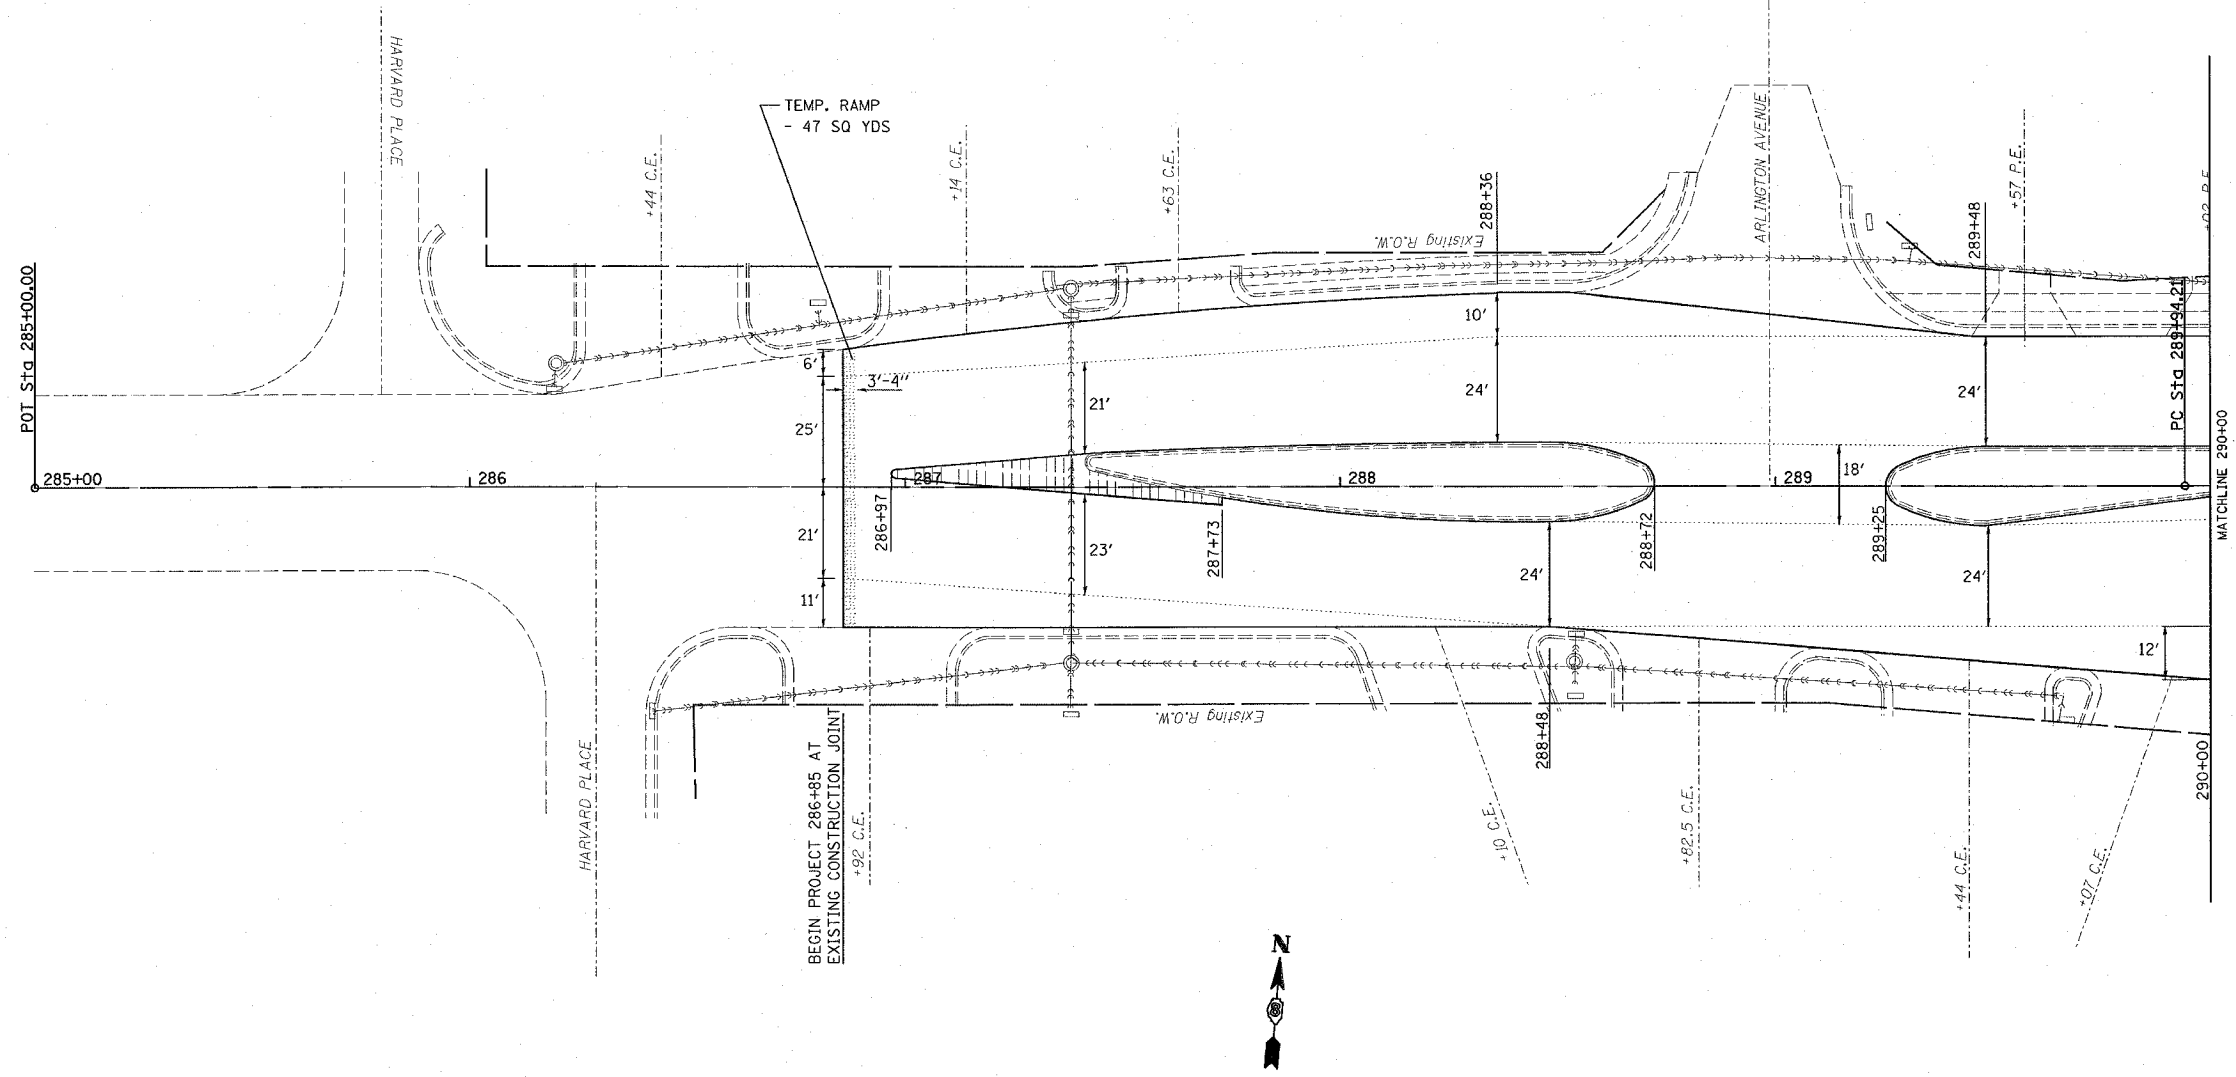 HARVARD PLACE
TEMP. RAMP
- 47 SQ YDS
+44 C.E.
+14 C.E.
+63 C.E.
288+36
ARLINGTON AVENUE
+57 P.E.
289+48
Existing R.O.W.
POT Sta 285+00.00
PC Sta 289+94.21
10'
6'
3'-4"
24'
24'
21'
25'
18'
285+00
286
287
288
289
MATCHLINE 290+00
286+97
287+73
288+72
289+25
21'
23'
24'
24'
11'
12'
Existing R.O.W.
288+48
290+00
HARVARD PLACE
BEGIN PROJECT 286+85 AT
EXISTING CONSTRUCTION JOINT
+92 C.E.
+10 C.E.
+82.5 C.E.
+44 C.E.
+07 C.E.
N